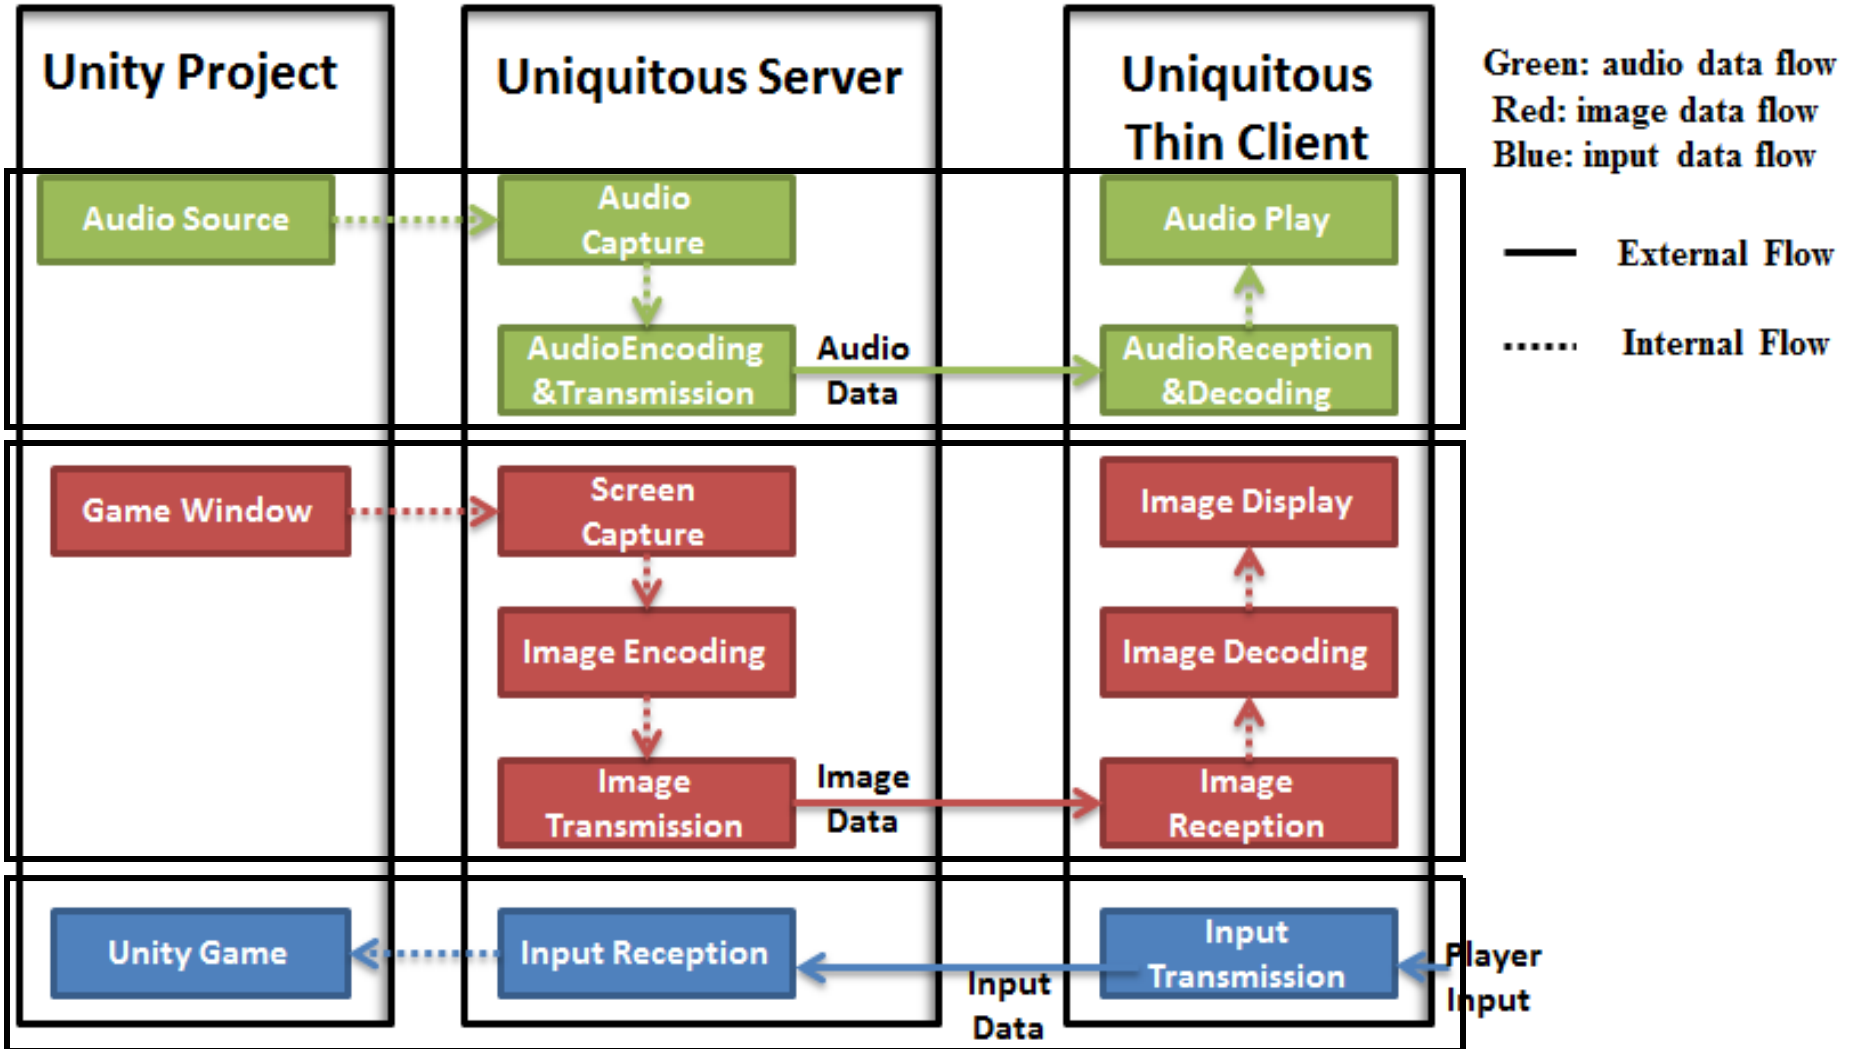 Unity Project
Uniquitous Server
Uniquitous
Thin Client
Green: audio data flow
Red: image data flow
Blue: input data flow
External Flow
Internal Flow
Audio Source
Audio
Capture
Audio Play
AudioEncoding
&Transmission
Audio
Data
AudioReception
&Decoding
Game Window
Screen
Capture
Image Display
Image Encoding
Image Decoding
Image
Transmission
Image
Data
Image
Reception
Unity Game
Input Reception
Input
Data
Input
Transmission
Player
Input